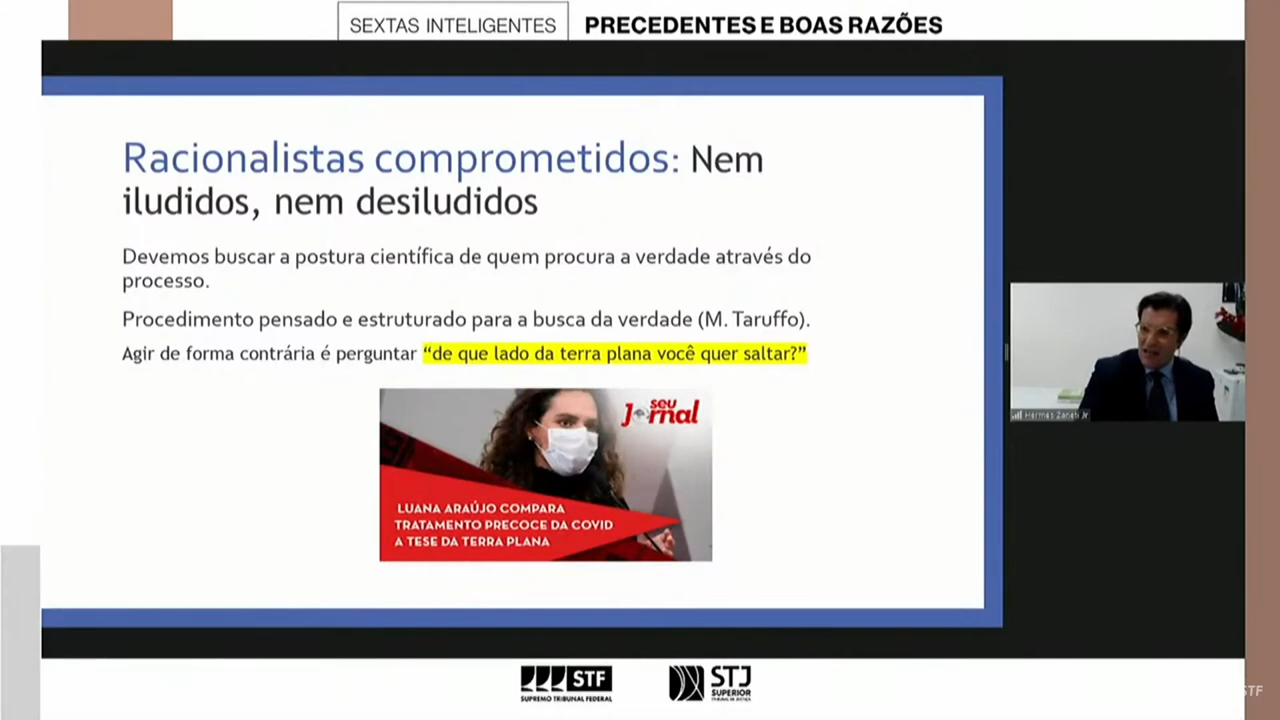 SEXTAS INTELIGENTES PRECEDENTES E BOAS RAZÕES
Racionalistas comprometidos: Nem
iludidos, nem desiludidos
Devemos buscar a postura científica de quem procura a verdade através do
processo.
Procedimento pensado e estruturado para a busca da verdade (M. Taruffo).
Agir de forma contrária é perguntar “de que lado da terra plana você quer saltar?”
seu
Jornal
LUANA ARAÚJO COMPARA
TRATAMENTO PRECOCE DA COVID
A TESE DA TERRA PLANA
Hermes Zaneti Jr
STF
SUPREMO TRIBUNAL FEDERAL
STJ
SUPERIOR
TRIBUNAL DE JUSTIÇA
STF